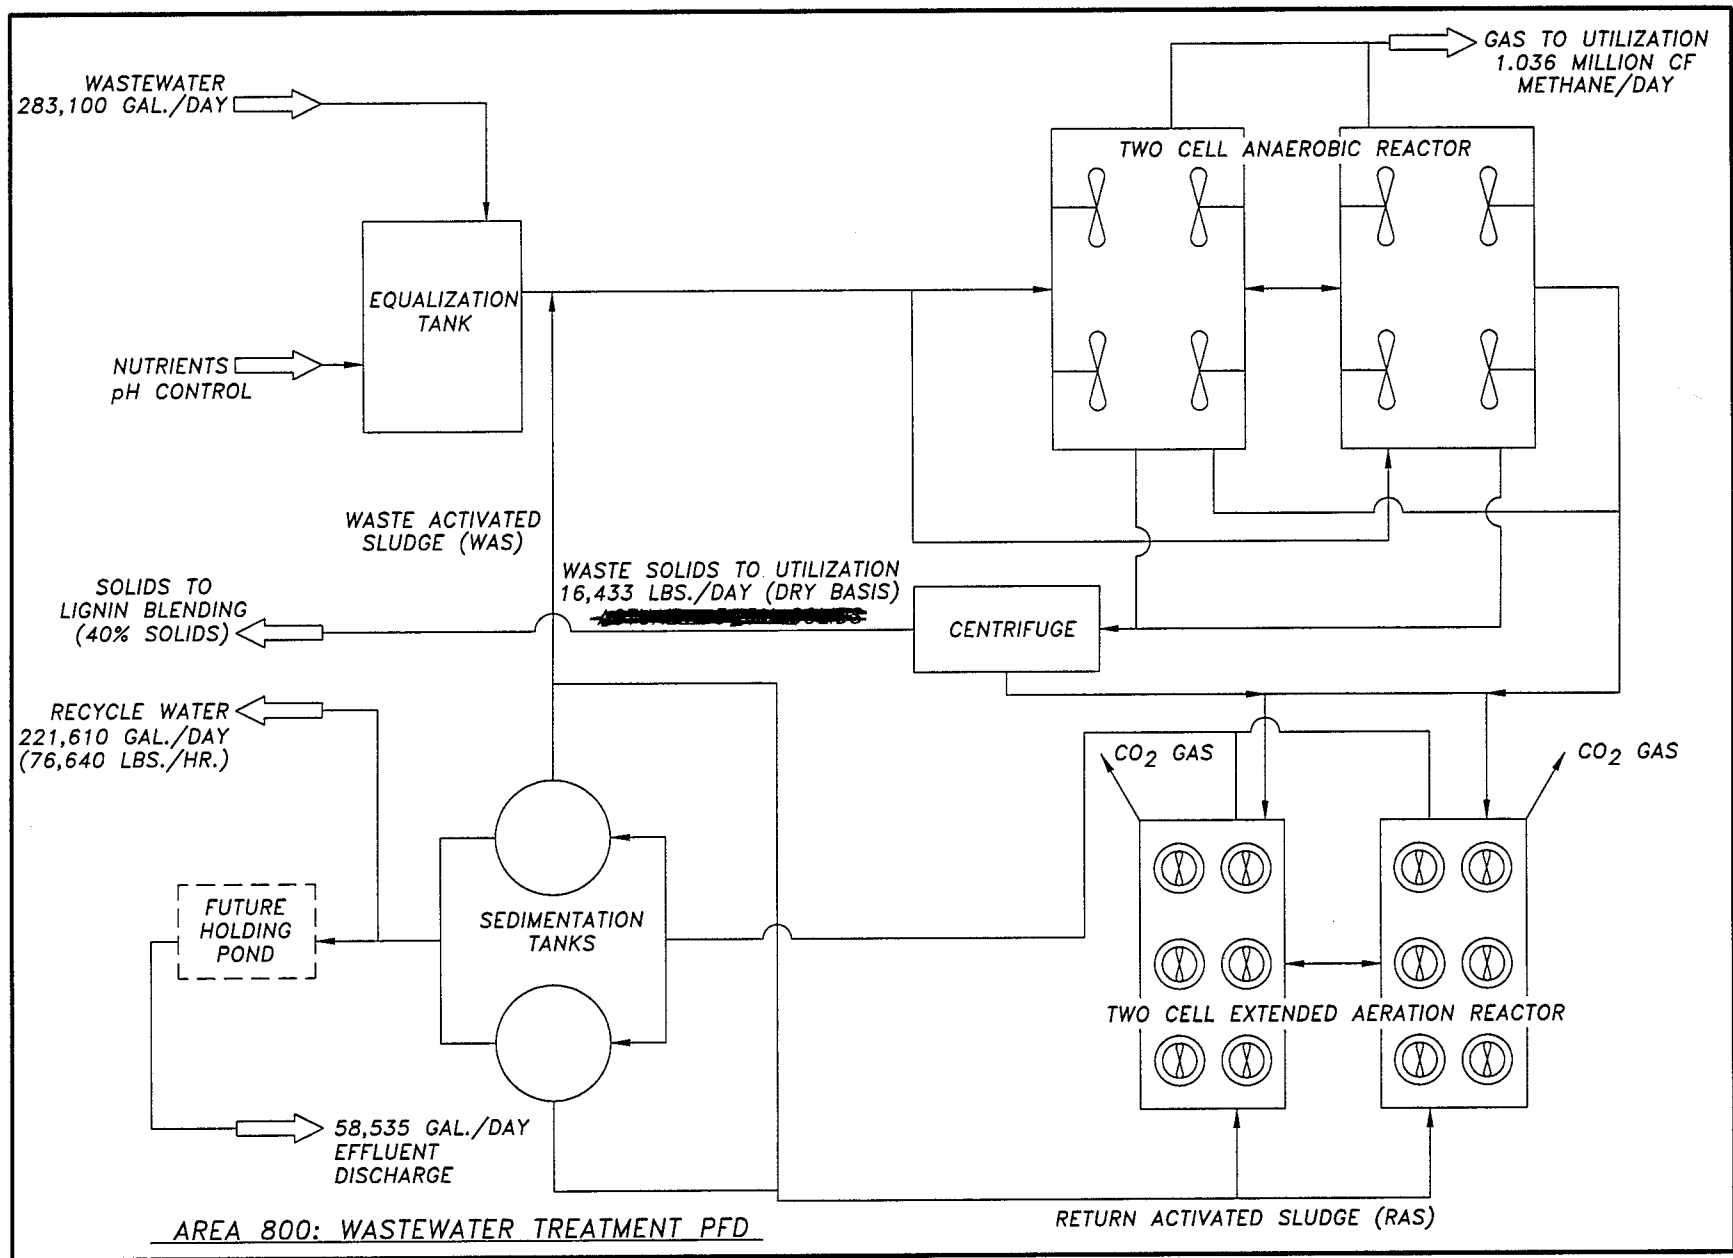 WASTEWATER
283,100 GAL./DAY
GAS TO UTILIZATION
1.036 MILLION CF
METHANE/DAY
TWO CELL ANAEROBIC REACTOR
EQUALIZATION
TANK
NUTRIENTS
pH CONTROL
WASTE ACTIVATED
SLUDGE (WAS)
WASTE SOLIDS TO UTILIZATION
16,433 LBS./DAY (DRY BASIS)
SOLIDS TO
LIGNIN BLENDING
(40% SOLIDS)
CENTRIFUGE
RECYCLE WATER
221,610 GAL./DAY
(76,640 LBS./HR.)
CO2 GAS
CO2 GAS
FUTURE
HOLDING
POND
SEDIMENTATION
TANKS
TWO CELL EXTENDED AERATION REACTOR
58,535 GAL./DAY
EFFLUENT
DISCHARGE
RETURN ACTIVATED SLUDGE (RAS)
AREA 800: WASTEWATER TREATMENT PFD